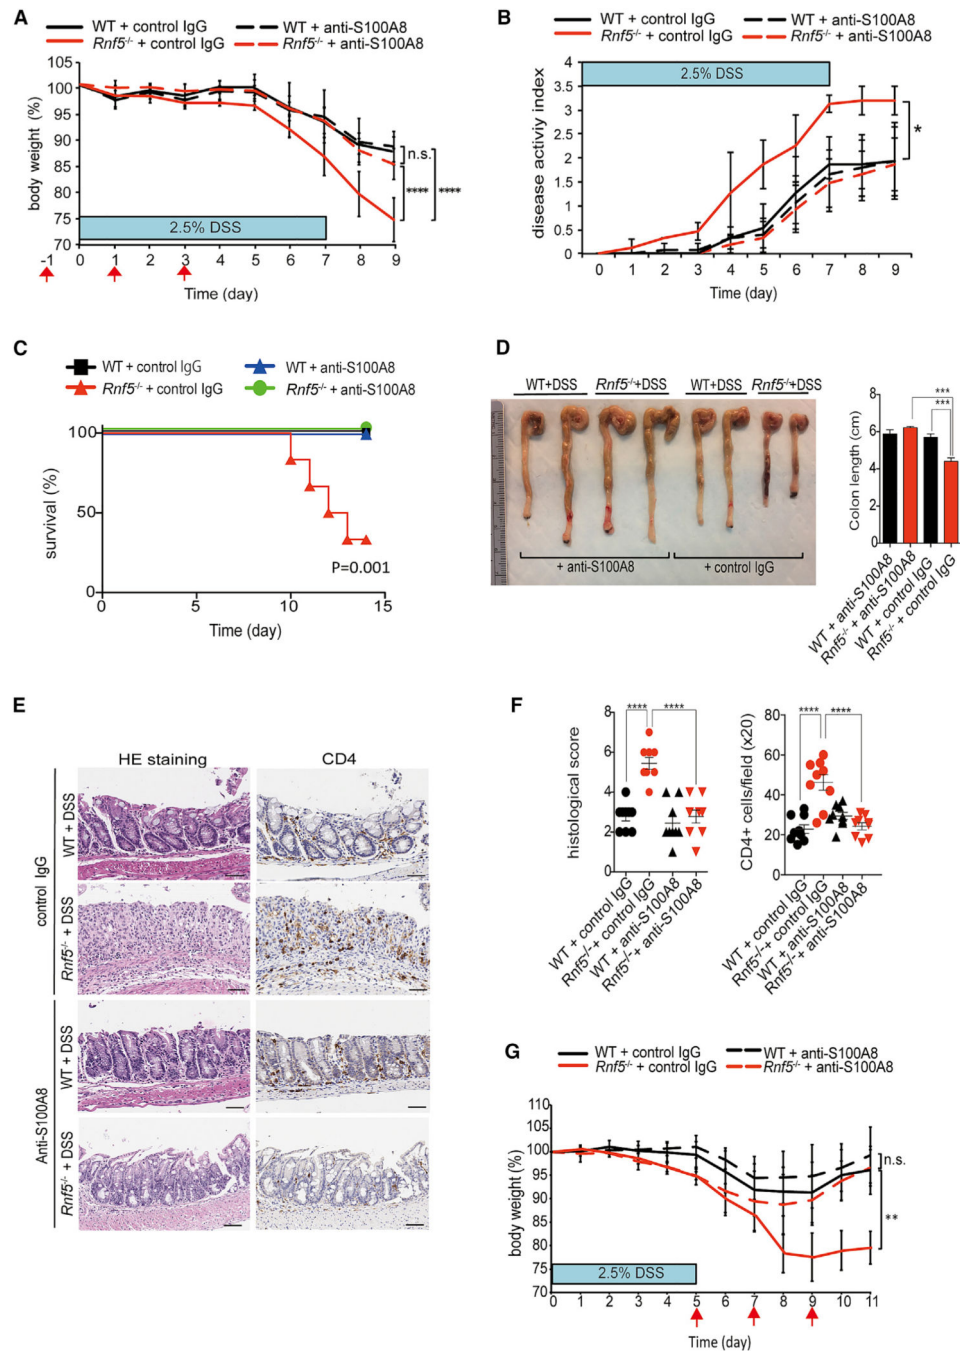 A
WT + control IgG
WT + anti-S100A8
Rnf5-/- + control IgG
Rnf5-/- + anti-S100A8
body weight (%)
105
100
95
90
85
80
75
70
n.s.
****
****
2.5% DSS
0 1 2 3 4 5 6 7 8 9
-1
Time (day)
B
WT + control IgG
WT + anti-S100A8
Rnf5-/- + control IgG
Rnf5-/- + anti-S100A8
disease activiy index
4
3.5
3
2.5
2
1.5
1
0.5
0
2.5% DSS
*
0 1 2 3 4 5 6 7 8 9
Time (day)
C
WT + control IgG
WT + anti-S100A8
Rnf5-/- + control IgG
Rnf5-/- + anti-S100A8
survival (%)
100
50
0
P=0.001
0 5 10 15
Time (day)
D
WT+DSS
Rnf5-/-+DSS
WT+DSS
Rnf5-/-+DSS
+ anti-S100A8
+ control IgG
Colon length (cm)
8
6
4
2
0
***
***
WT + anti-S100A8
Rnf5-/- + anti-S100A8
WT + control IgG
Rnf5-/- + control IgG
E
HE staining
CD4
control IgG
WT + DSS
Rnf5-/- + DSS
Anti-S100A8
WT + DSS
Rnf5-/- + DSS
F
histological score
8
6
4
2
0
****
****
WT + control IgG
Rnf5-/-+ control IgG
WT + anti-S100A8
Rnf5-/- + anti-S100A8
CD4+ cells/field (x20)
80
60
40
20
0
****
****
WT + control IgG
Rnf5-/- + control IgG
WT + anti-S100A8
Rnf5-/- + anti-S100A8
G
WT + control IgG
WT + anti-S100A8
Rnf5-/- + control IgG
Rnf5-/- + anti-S100A8
body weight (%)
110
105
100
95
90
85
80
75
70
n.s.
**
2.5% DSS
0 1 2 3 4 5 6 7 8 9 10 11
Time (day)